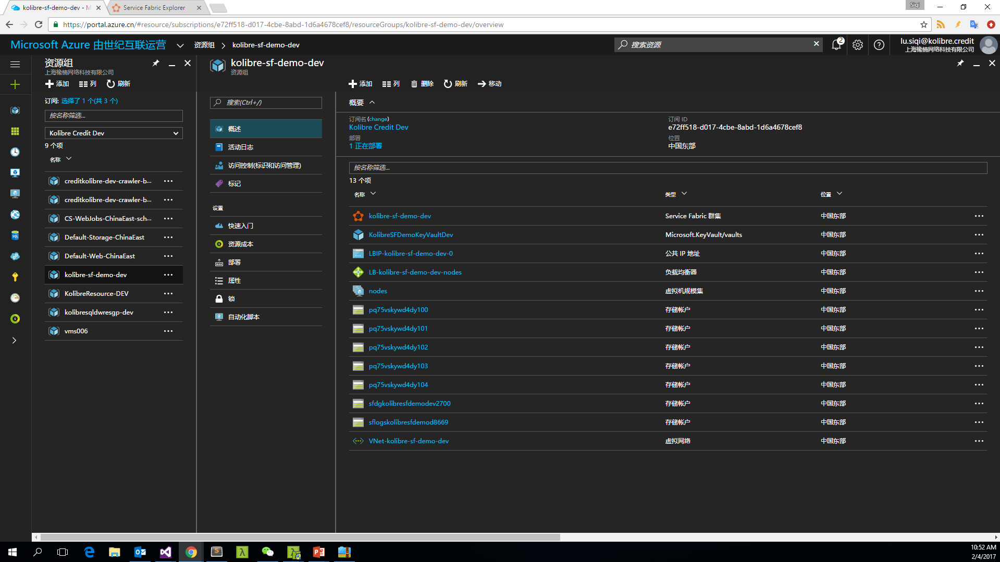 kolibre-sf-demo-dev - M
Service Fabric Explorer
Siqi
https://portal.azure.cn/#resource/subscriptions/e72ff518-d017-4cbe-8abd-1d6a4678cef8/resourceGroups/kolibre-sf-demo-dev/overview
Microsoft Azure 由世纪互联运营
资源组
kolibre-sf-demo-dev
搜索资源
2
lu.siqi@kolibre.credit
上海橡楠网络科技有限公司
资源组
上海橡楠网络科技有限公司
添加
列
刷新
订阅: 选择了 1 个(共 3 个)
按名称筛选...
Kolibre Credit Dev
9 个项
名称
creditkolibre-dev-crawler-b...
creditkolibre-dev-crawler-b...
CS-WebJobs-ChinaEast-sch...
Default-Storage-ChinaEast
Default-Web-ChinaEast
kolibre-sf-demo-dev
KolibreResource-DEV
kolibresqldwresgp-dev
vms006
kolibre-sf-demo-dev
资源组
搜索(Ctrl+/)
概述
活动日志
访问控制(标识和访问管理)
标记
设置
快速入门
资源成本
部署
属性
锁
自动化脚本
添加
列
删除
刷新
移动
概要
订阅名 (change)
Kolibre Credit Dev
部署
1 正在部署
订阅 ID
e72ff518-d017-4cbe-8abd-1d6a4678cef8
位置
中国东部
按名称筛选...
13 个项
名称 类型 位置
kolibre-sf-demo-dev Service Fabric 群集 中国东部
KolibreSFDemoKeyVaultDev Microsoft.KeyVault/vaults 中国东部
LBIP-kolibre-sf-demo-dev-0 公共 IP 地址 中国东部
LB-kolibre-sf-demo-dev-nodes 负载均衡器 中国东部
nodes 虚拟机规模集 中国东部
pq75vskywd4dy100 存储帐户 中国东部
pq75vskywd4dy101 存储帐户 中国东部
pq75vskywd4dy102 存储帐户 中国东部
pq75vskywd4dy103 存储帐户 中国东部
pq75vskywd4dy104 存储帐户 中国东部
sfdgkolibresfdemodev2700 存储帐户 中国东部
sflogskolibresfdemod8669 存储帐户 中国东部
VNet-kolibre-sf-demo-dev 虚拟网络 中国东部
10:52 AM
2/4/2017